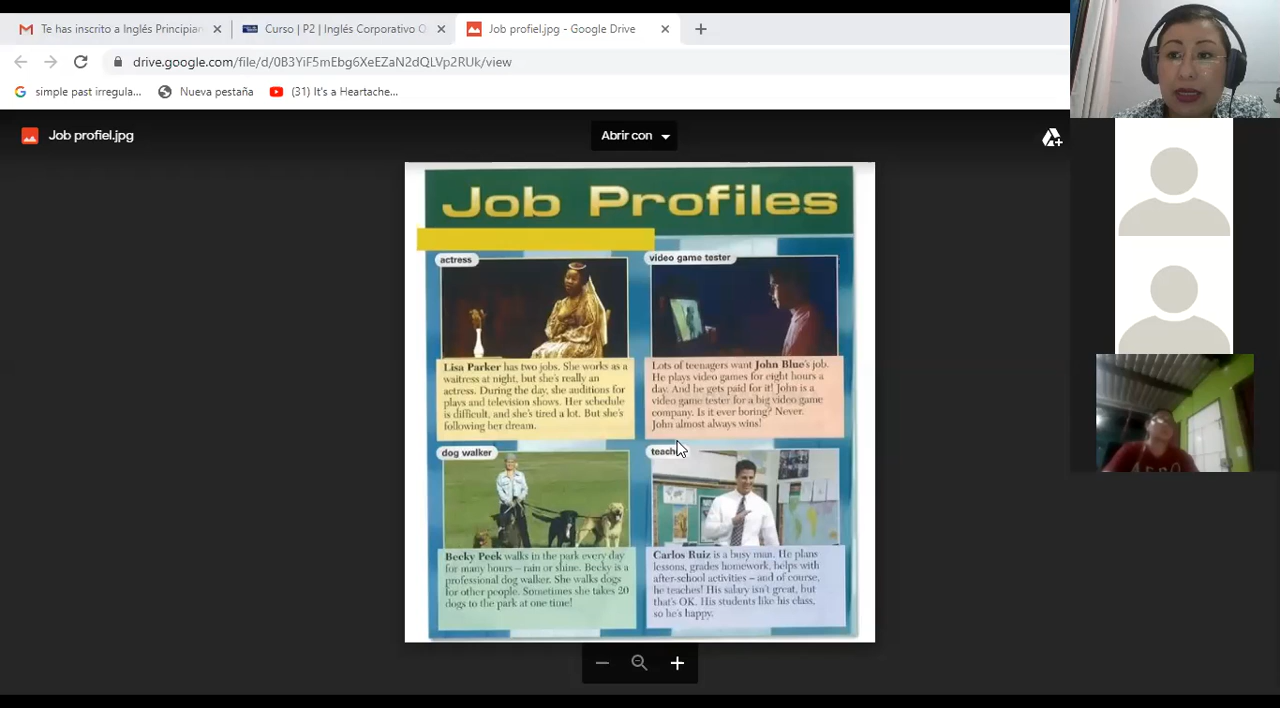 Te has inscrito a Inglés Principian
Curso | P2 | Inglés Corporativo O
Job profiel.jpg - Google Drive
drive.google.com/file/d/0B3YiF5mEbg6XeEZaN2dQLVp2RUk/view
simple past irregula...
Nueva pestaña
(31) It's a Heartache...
Job profiel.jpg
Abrir con
Job Profiles
actress
Lisa Parker has two jobs. She works as a
waitress at night, but she's really an
actress. During the day, she auditions for
plays and television shows. Her schedule
is difficult, and she's tired a lot. But she's
following her dream.
video game tester
Lots of teenagers want John Blue's job.
He plays video games for eight hours a
day. And he gets paid for it! John is a
video game tester for a big video game
company. Is it ever boring? Never.
John almost always wins!
dog walker
Becky Peek walks in the park every day
for many hours – rain or shine. Becky is a
professional dog walker. She walks dogs
for other people. Sometimes she takes 20
dogs to the park at one time!
teach
Carlos Ruiz is a busy man. He plans
lessons, grades homework, helps with
after-school activities – and of course,
he teaches! His salary isn't great, but
that's OK. His students like his class,
so he's happy.